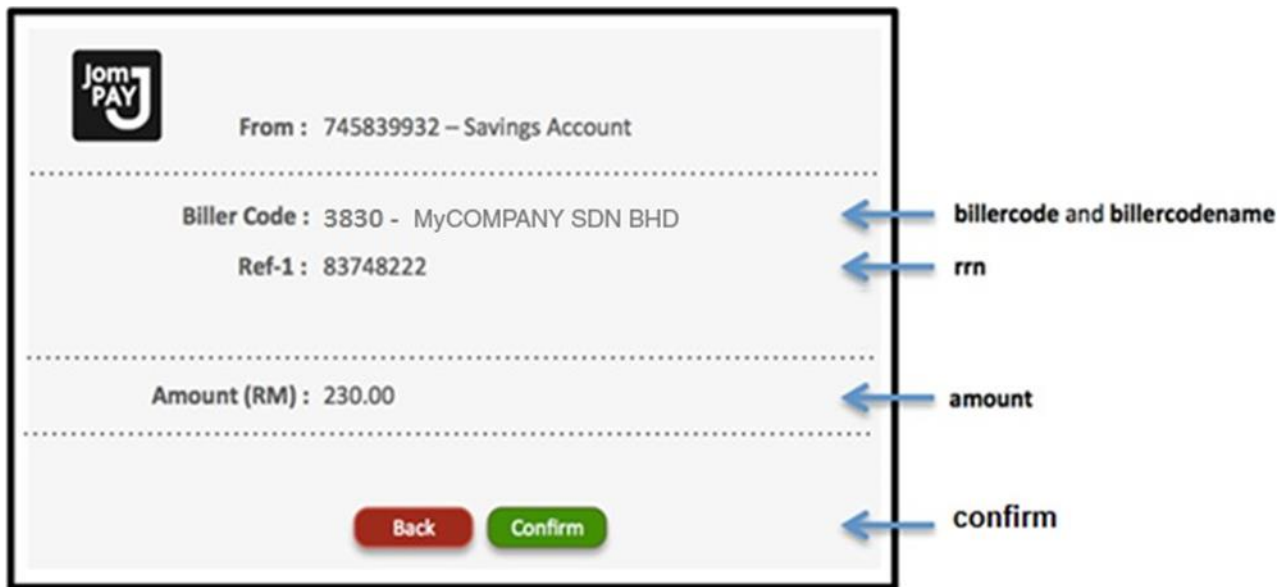 Jom
PAY
From : 745839932 – Savings Account
Biller Code : 3830 - MyCOMPANY SDN BHD
billercode and billercodename
Ref-1 : 83748222
rrn
Amount (RM) : 230.00
amount
Back Confirm
confirm